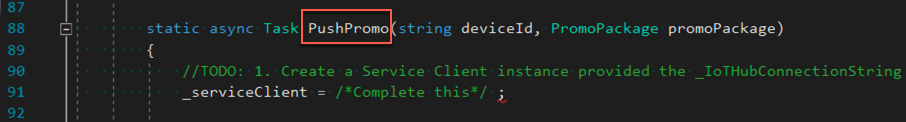 87
88 static async Task PushPromo(string deviceId, PromoPackage promoPackage)
89 {
90 //TODO: 1. Create a Service Client instance provided the _IoTHubConnectionString
91 _serviceClient = /*Complete this*/ ;
92